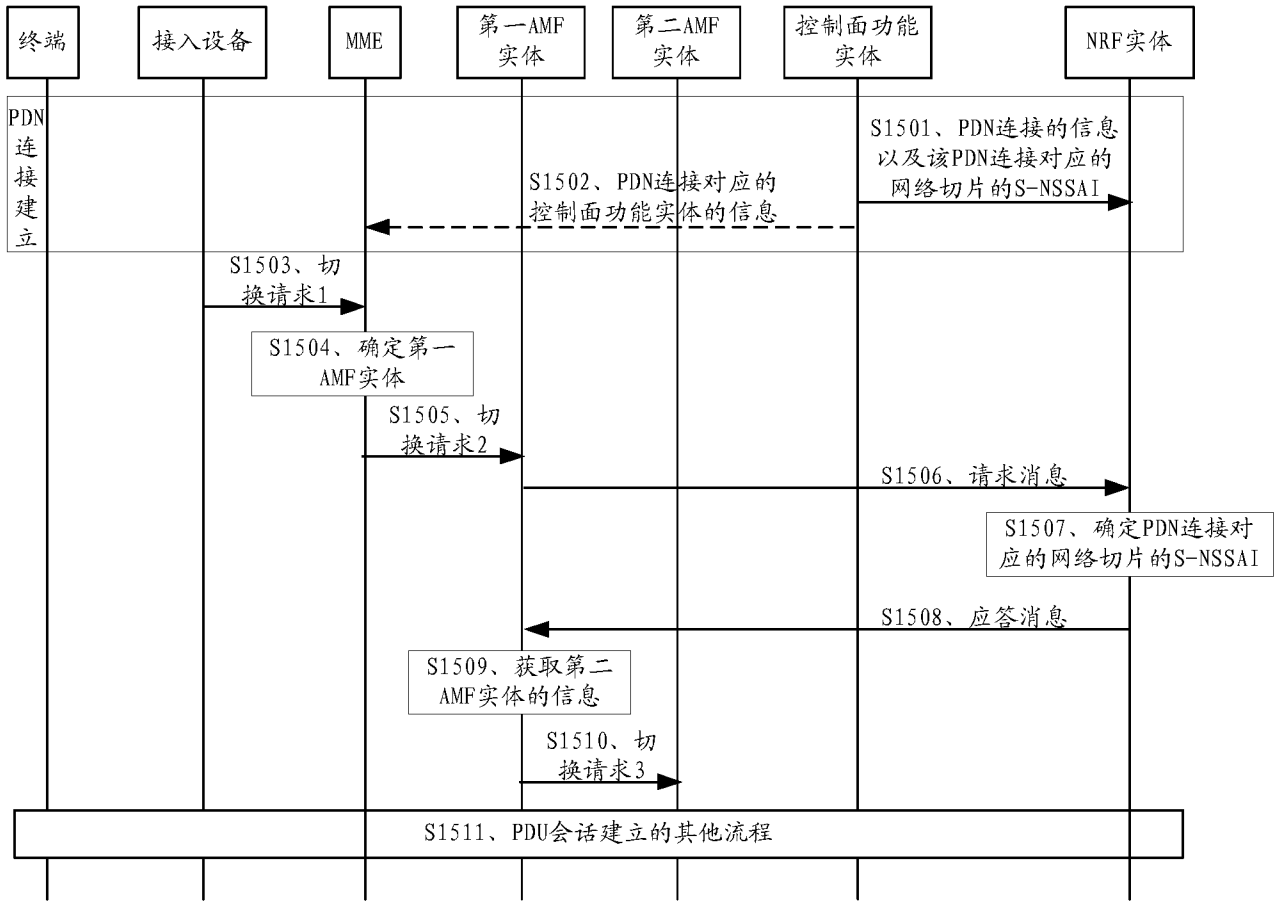 终端
接入设备
MME
第一AMF
实体
第二AMF
实体
控制面功能
实体
NRF实体
PDN
连
接
建
立
S1501、PDN连接的信息
以及该PDN连接对应的
网络切片的S-NSSAI
S1502、PDN连接对应的
控制面功能实体的信息
S1503、切
换请求1
S1504、确定第一
AMF实体
S1505、切
换请求2
S1506、请求消息
S1507、确定PDN连接对
应的网络切片的S-NSSAI
S1508、应答消息
S1509、获取第二
AMF实体的信息
S1510、切
换请求3
S1511、PDU会话建立的其他流程